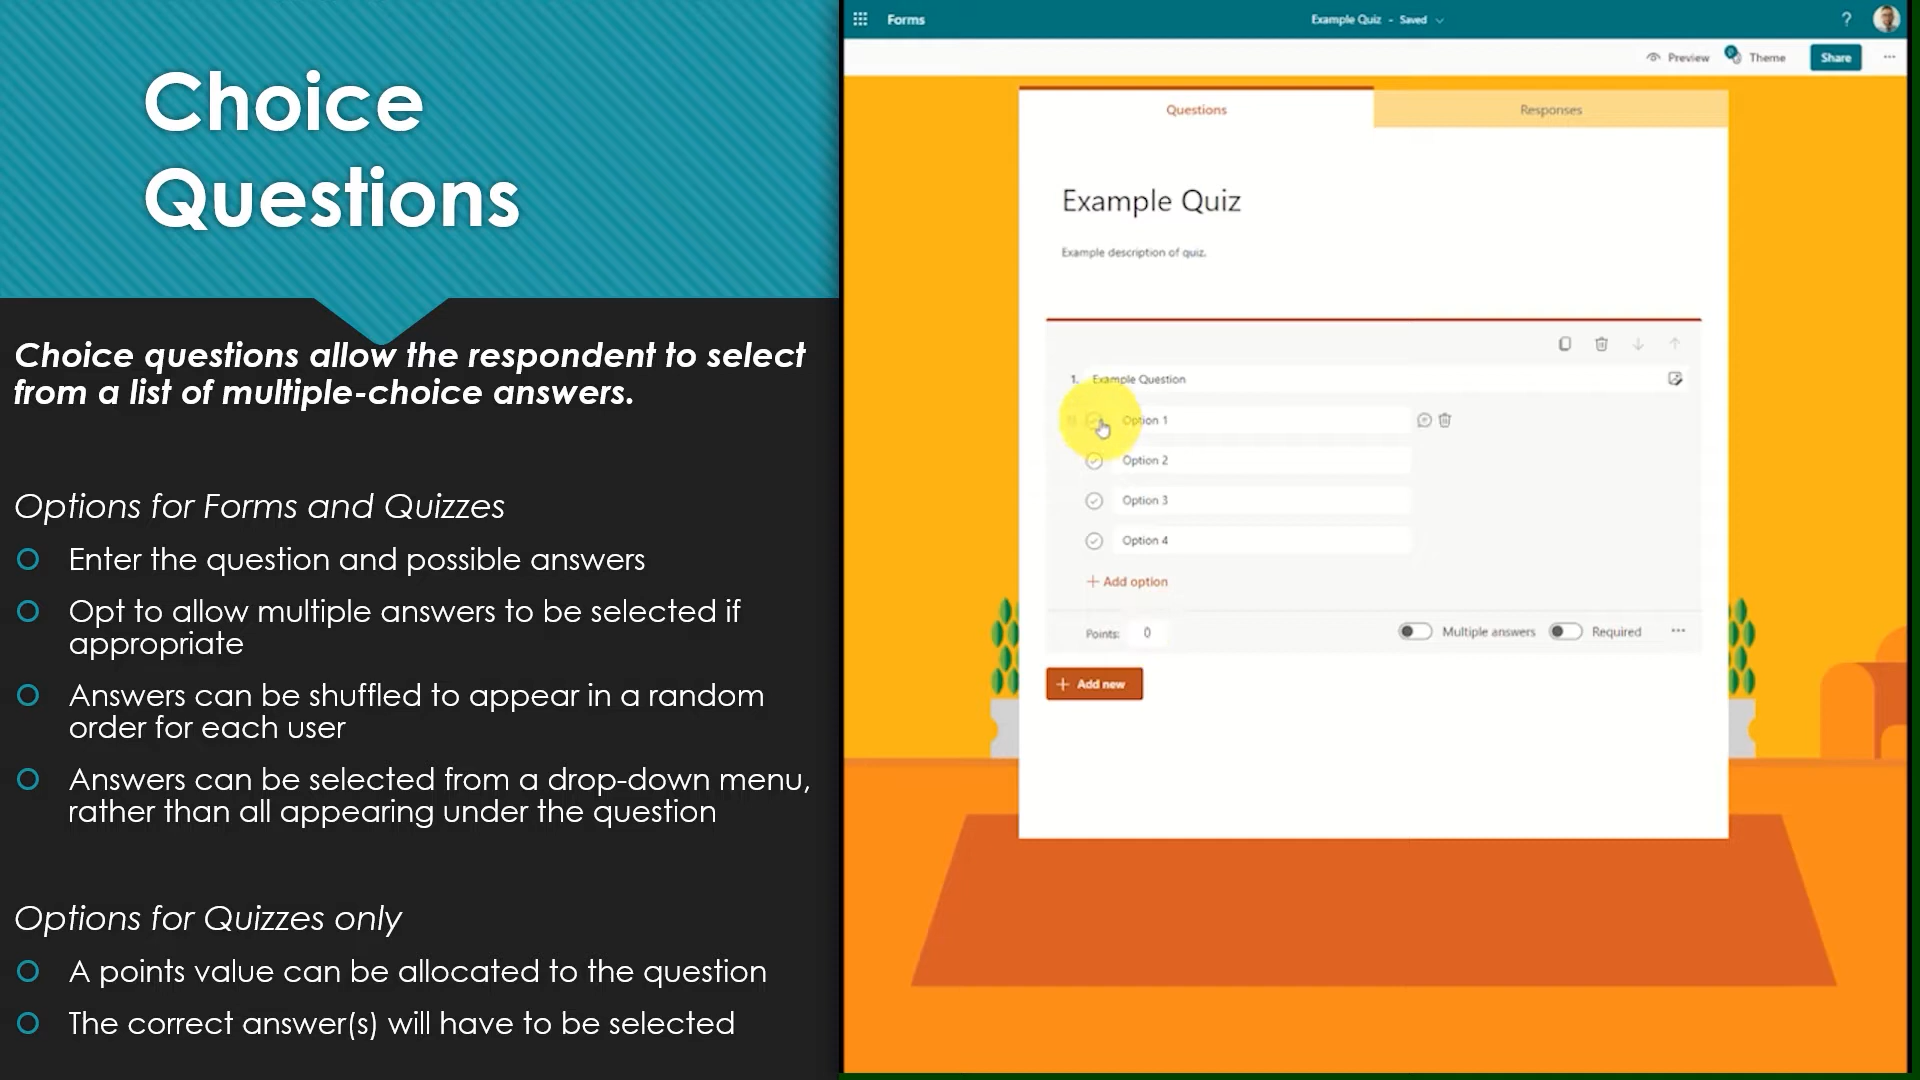 Choice
Questions
Choice questions allow the respondent to select
from a list of multiple-choice answers.
Options for Forms and Quizzes
Enter the question and possible answers
Opt to allow multiple answers to be selected if
appropriate
Answers can be shuffled to appear in a random
order for each user
Answers can be selected from a drop-down menu,
rather than all appearing under the question
Options for Quizzes only
A points value can be allocated to the question
The correct answer(s) will have to be selected
Forms
Example Quiz - Saved
?
Preview
Theme
Share
Questions
Responses
Example Quiz
Example description of quiz.
1. Example Question
Option 1
Option 2
Option 3
Option 4
+ Add option
Points: 0
Multiple answers
Required
+ Add new